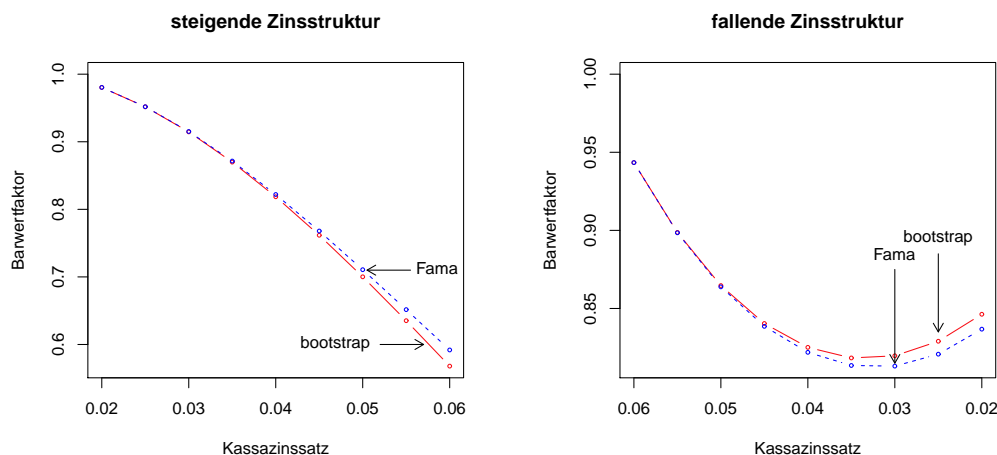 steigende Zinsstruktur
Barwertfaktor
1.0
0.9
0.8
0.7
0.6
Fama
bootstrap
0.02 0.03 0.04 0.05 0.06
Kassazinssatz
fallende Zinsstruktur
Barwertfaktor
1.00
0.95
0.90
0.85
bootstrap
Fama
0.06 0.05 0.04 0.03 0.02
Kassazinssatz